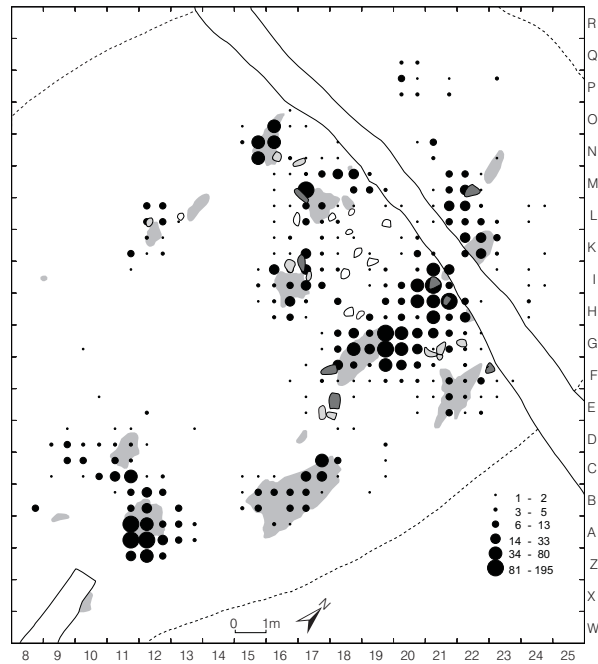 R
Q
P
O
N
M
L
K
I
H
G
F
E
D
C
B
A
Z
X
W
1 - 2
3 - 5
6 - 13
14 - 33
34 - 80
81 - 195
0 1m
N
8 9 10 11 12 13 14 15 16 17 18 19 20 21 22 23 24 25